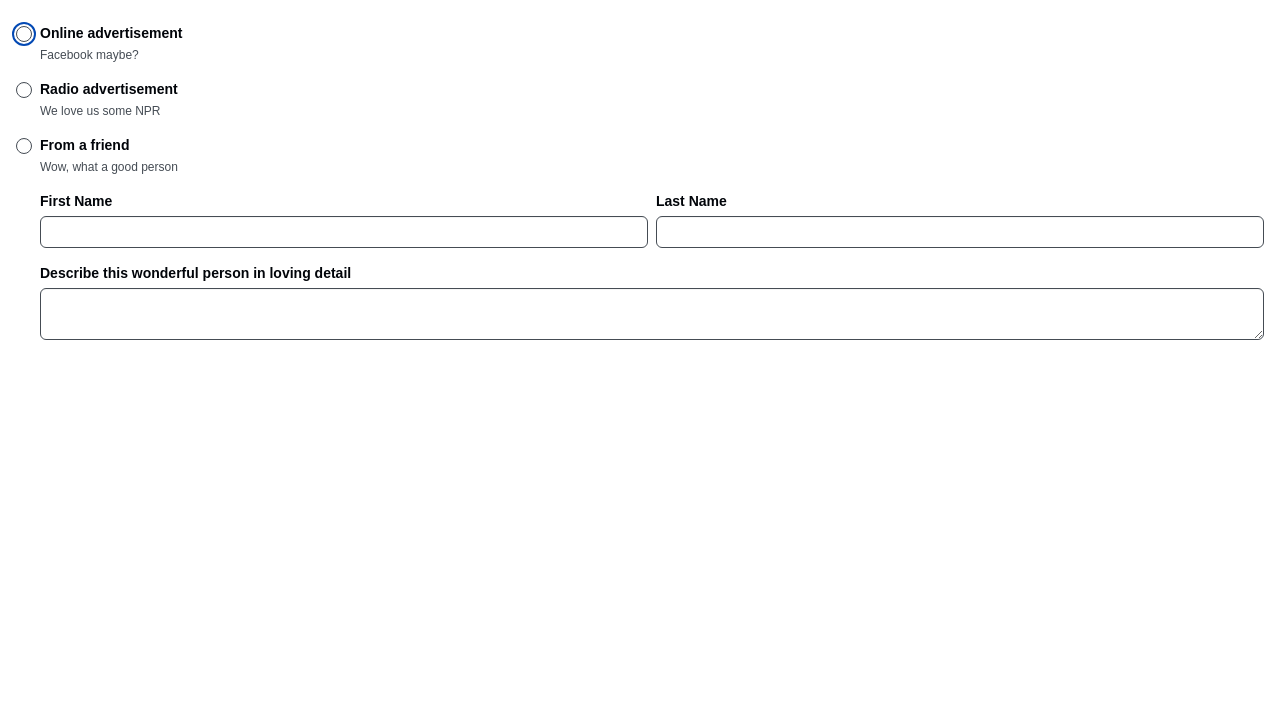 Online advertisement
Facebook maybe?
Radio advertisement
We love us some NPR
From a friend
Wow, what a good person
First Name
Last Name
Describe this wonderful person in loving detail